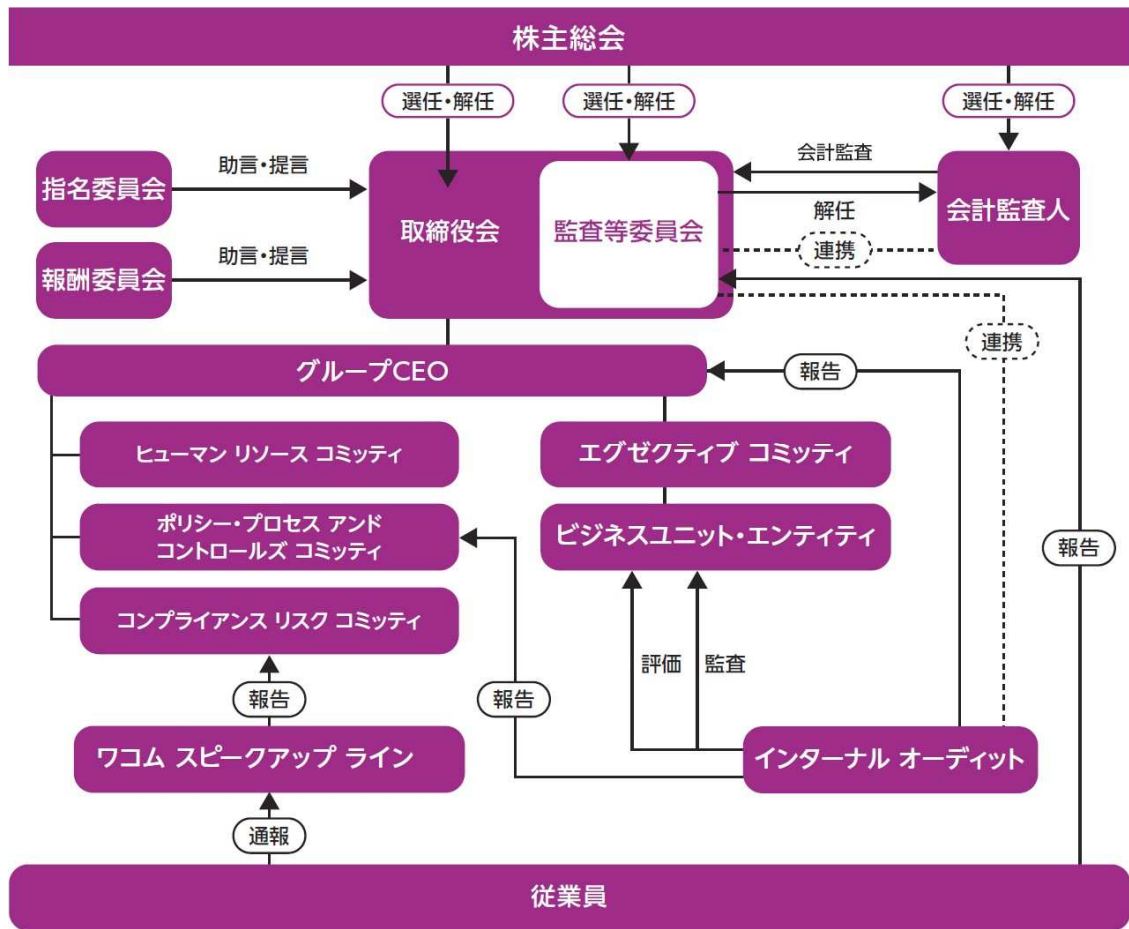 株主総会
選任・解任
選任・解任
選任・解任
指名委員会
助言・提言
報酬委員会
助言・提言
取締役会
監査等委員会
会計監査
解任
連携
会計監査人
連携
グループCEO
報告
ヒューマン リソース コミッティ
エグゼクティブ コミッティ
ポリシー・プロセス アンド
コントロールズ コミッティ
ビジネスユニット・エンティティ
報告
コンプライアンス リスク コミッティ
評価
監査
報告
報告
ワコム スピークアップ ライン
インターナル オーディット
通報
従業員